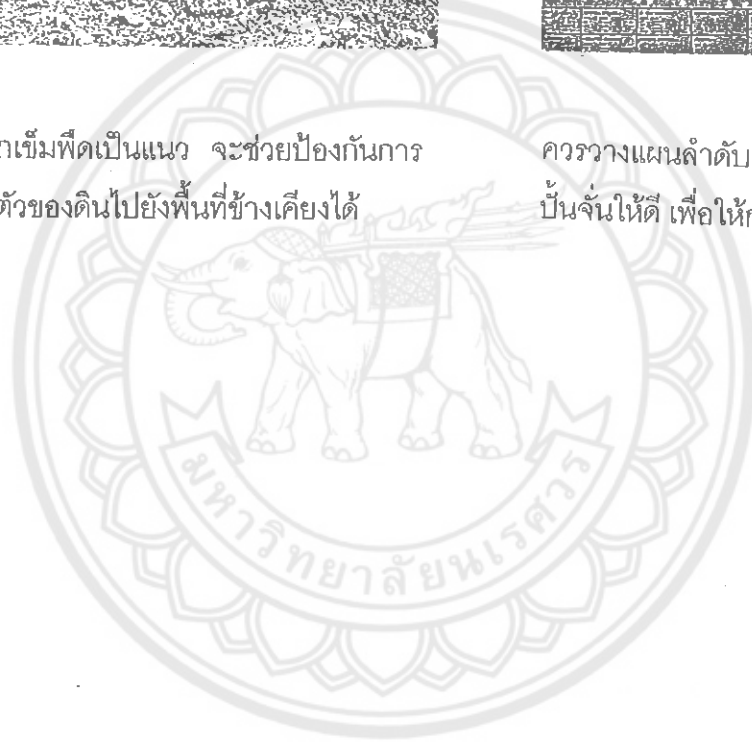 าเข็มพืดเป็นแนว จะช่วยป้องกันการ
ตัวของดินไปยังพื้นที่ข้างเคียงได้
ควรวางแผนลำดับ
ปั้นจั่นให้ดี เพื่อให้
มหาวิทยาลัยนเรศวร